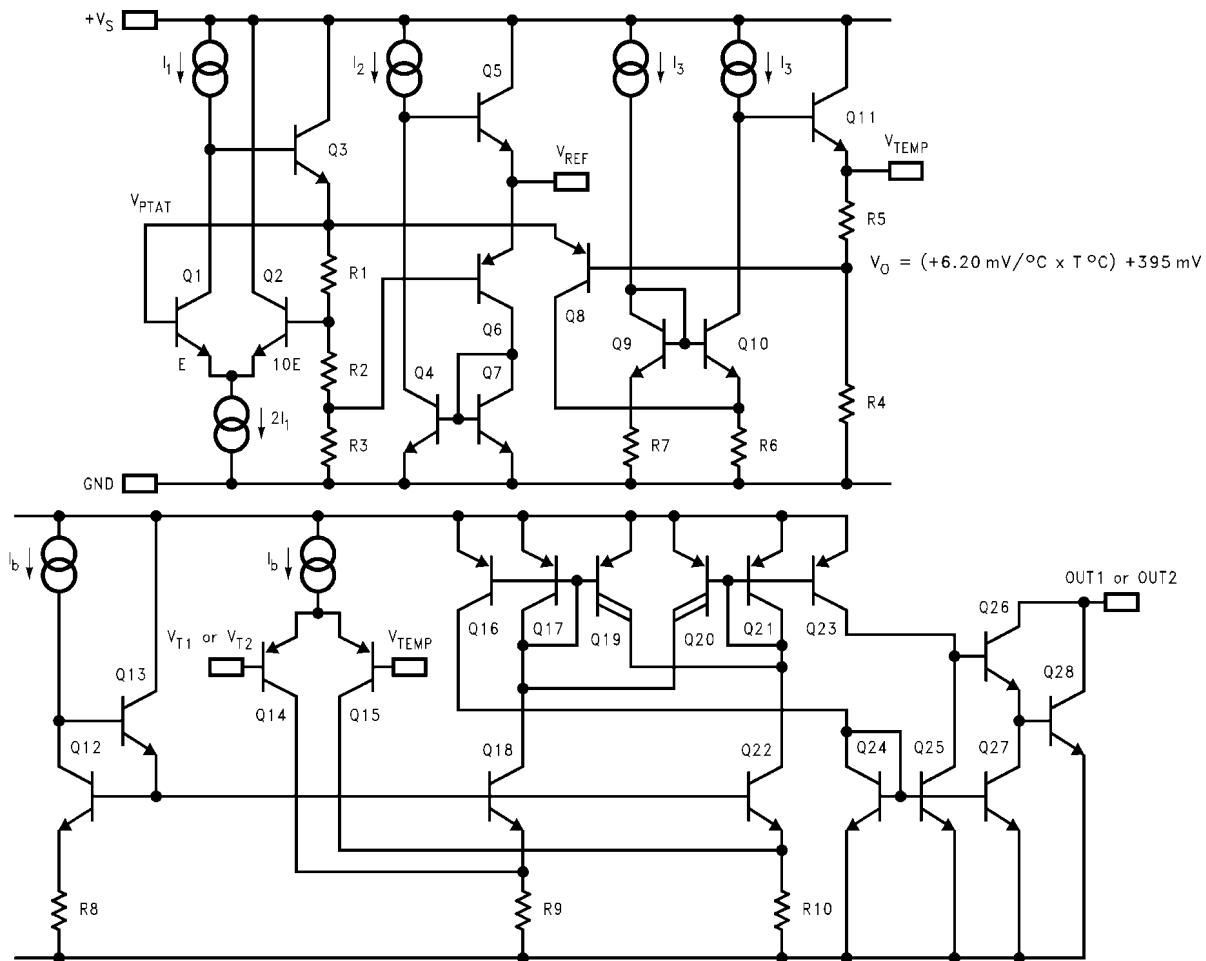 +VS
I1
I2
Q5
I3
I3
Q11
Q3
VREF
VTEMP
VPTAT
R5
Q1
Q2
R1
VO = (+6.20 mV/°C x T °C) +395 mV
Q6
Q8
Q9
Q10
E
10E
R2
Q4
Q7
R4
2I1
R3
R7
R6
GND
Ib
Ib
OUT1 or OUT2
Q26
VT1 or VT2
VTEMP
Q16
Q17
Q19
Q20
Q21
Q23
Q13
Q28
Q14
Q15
Q12
Q18
Q22
Q24
Q25
Q27
R8
R9
R10